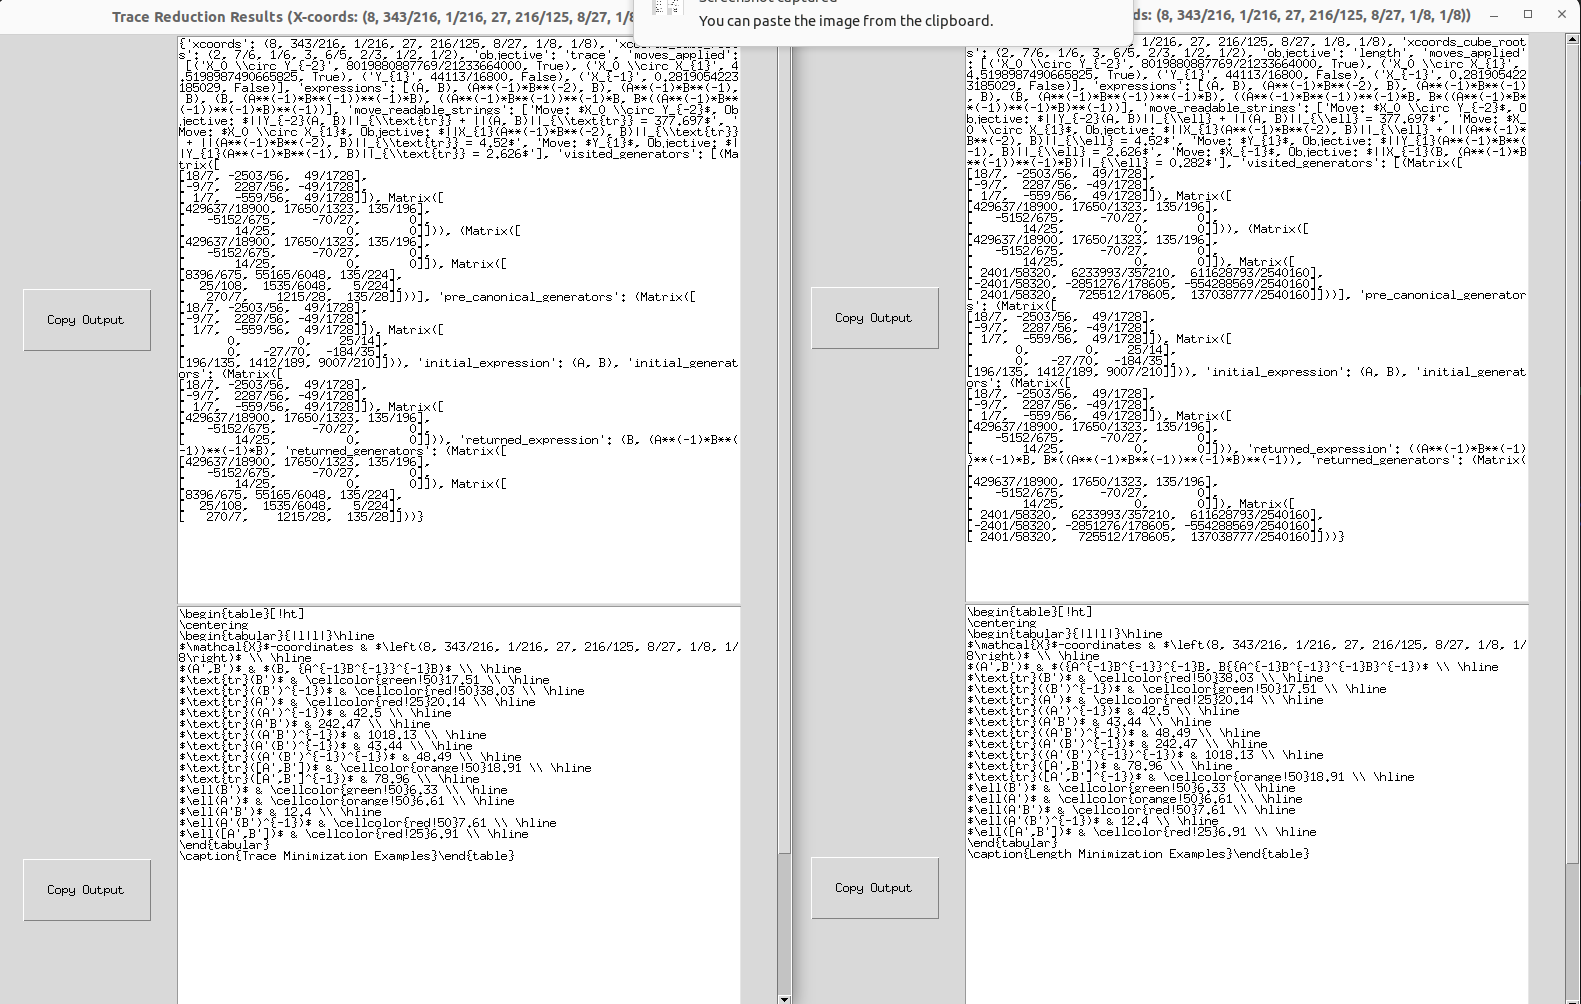 Trace Reduction Results (X-coords: (8, 343/216, 1/216, 27, 216/125, 8/27, 1/8
You can paste the image from the clipboard.
ds: (8, 343/216, 1/216, 27, 216/125, 8/27, 1/8, 1/8))
{'xcoords': (8, 343/216, 1/216, 27, 216/125, 8/27, 1/8, 1/8), 'xcoords_cube_root
s': (2, 7/6, 1/6, 3, 6/5, 2/3, 1/2, 1/2), 'objective': 'trace', 'moves_applied'
: [('X_0 \\circ Y_{-2}', 8019880887769/21233664000, True), ('X_0 \\circ X_{1}', 4
.5198987490665825, True), ('Y_{1}', 44113/16800, False), ('X_{-1}', 0.2819054223
185029, False)], 'expressions': [(A, B), (A**(-1)*B**(-2), B), (A**(-1)*B**(-1),
B), (B, (A**(-1)*B**(-1))**(-1)*B), ((A**(-1)*B**(-1))**(-1)*B, B*((A**(-1)*B**(
-1))**(-1)*B)**(-1))], 'move_readable_strings': ['Move: $X_0 \\circ Y_{-2}$, Ob
jective: $||Y_{-2}(A, B)||_{\\text{tr}} + ||(A, B)||_{\\text{tr}} = 377.697$', '
Move: $X_0 \\circ X_{1}$, Objective: $||X_{1}(A**(-1)*B**(-2), B)||_{\\text{tr}}
+ ||(A**(-1)*B**(-2), B)||_{\\text{tr}} = 4.52$', 'Move: $Y_{1}$, Objective: $|
|Y_{1}(A**(-1)*B**(-1), B)||_{\\text{tr}} = 2.626$'], 'visited_generators': [(Ma
trix([
[18/7, -2503/56,  49/1728],
[-9/7,  2287/56, -49/1728],
[ 1/7,  -559/56,  49/1728]]), Matrix([
[429637/18900, 17650/1323, 135/196],
[   -5152/675,     -70/27,       0],
[       14/25,          0,       0]])), (Matrix([
[429637/18900, 17650/1323, 135/196],
[   -5152/675,     -70/27,       0],
[       14/25,          0,       0]]), Matrix([
[8396/675, 55165/6048, 135/224],
[  25/108,  1535/6048,   5/224],
[   270/7,    1215/28,  135/28]]))], 'pre_canonical_generators': (Matrix([
[18/7, -2503/56,  49/1728],
[-9/7,  2287/56, -49/1728],
[ 1/7,  -559/56,  49/1728]]), Matrix([
[      0,        0,    25/14],
[      0,   -27/70,  -184/35],
[196/135, 1412/189, 9007/210]])), 'initial_expression': (A, B), 'initial_generat
ors': (Matrix([
[18/7, -2503/56,  49/1728],
[-9/7,  2287/56, -49/1728],
[ 1/7,  -559/56,  49/1728]]), Matrix([
[429637/18900, 17650/1323, 135/196],
[   -5152/675,     -70/27,       0],
[       14/25,          0,       0]])), 'returned_expression': (B, (A**(-1)*B**(
-1))**(-1)*B), 'returned_generators': (Matrix([
[429637/18900, 17650/1323, 135/196],
[   -5152/675,     -70/27,       0],
[       14/25,          0,       0]]), Matrix([
[8396/675, 55165/6048, 135/224],
[  25/108,  1535/6048,   5/224],
[   270/7,    1215/28,  135/28]]))}
Copy Output
\begin{table}[!ht]
\centering
\begin{tabular}{|l|l|}\hline
$\mathcal{X}$-coordinates & $\left(8, 343/216, 1/216, 27, 216/125, 8/27, 1/8, 1/
8\right)$ \\ \hline
$(A',B')$ & $(B, {A^{-1}B^{-1}}^{-1}B)$ \\ \hline
$\text{tr}(B')$ & \cellcolor{green!50}17.51 \\ \hline
$\text{tr}((B')^{-1})$ & \cellcolor{red!50}38.03 \\ \hline
$\text{tr}(A')$ & \cellcolor{red!25}20.14 \\ \hline
$\text{tr}((A')^{-1})$ & 42.5 \\ \hline
$\text{tr}(A'B')$ & 242.47 \\ \hline
$\text{tr}((A'B')^{-1})$ & 1018.13 \\ \hline
$\text{tr}(A'(B')^{-1})$ & 43.44 \\ \hline
$\text{tr}((A'(B')^{-1})^{-1})$ & 48.49 \\ \hline
$\text{tr}([A',B'])$ & \cellcolor{orange!50}18.91 \\ \hline
$\text{tr}([A',B']^{-1})$ & 78.96 \\ \hline
$\ell(B')$ & \cellcolor{green!50}6.33 \\ \hline
$\ell(A')$ & \cellcolor{orange!50}6.61 \\ \hline
$\ell(A'B')$ & 12.4 \\ \hline
$\ell(A'(B')^{-1})$ & \cellcolor{red!50}7.61 \\ \hline
$\ell([A',B'])$ & \cellcolor{red!25}6.91 \\ \hline
\end{tabular}
\caption{Trace Minimization Examples}\end{table}
Copy Output
1/216, 27, 216/125, 8/27, 1/8, 1/8), 'xcoords_cube_root
s': (2, 7/6, 1/6, 3, 6/5, 2/3, 1/2, 1/2), 'objective': 'length', 'moves_applied'
: [('X_0 \\circ Y_{-2}', 8019880887769/21233664000, True), ('X_0 \\circ X_{1}',
4.5198987490665825, True), ('Y_{1}', 44113/16800, False), ('X_{-1}', 0.281905422
3185029, False)], 'expressions': [(A, B), (A**(-1)*B**(-2), B), (A**(-1)*B**(-1)
, B), (B, (A**(-1)*B**(-1))**(-1)*B), ((A**(-1)*B**(-1))**(-1)*B, B*((A**(-1)*B*
*(-1))**(-1)*B)**(-1))], 'move_readable_strings': ['Move: $X_0 \\circ Y_{-2}$, O
bjective: $||Y_{-2}(A, B)||_{\\ell} + ||(A, B)||_{\\ell} = 377.697$', 'Move: $X_
0 \\circ X_{1}$, Objective: $||X_{1}(A**(-1)*B**(-2), B)||_{\\ell} + ||(A**(-1)*
B**(-2), B)||_{\\ell} = 4.52$', 'Move: $Y_{1}$, Objective: $||Y_{1}(A**(-1)*B**(
-1), B)||_{\\ell} = 2.626$', 'Move: $X_{-1}$, Objective: $||X_{-1}(B, (A**(-1)*B
**(-1))**(-1)*B)||_{\\ell} = 0.282$'], 'visited_generators': [(Matrix([
[18/7, -2503/56,  49/1728],
[-9/7,  2287/56, -49/1728],
[ 1/7,  -559/56,  49/1728]]), Matrix([
[429637/18900, 17650/1323, 135/196],
[   -5152/675,     -70/27,       0],
[       14/25,          0,       0]])), (Matrix([
[429637/18900, 17650/1323, 135/196],
[   -5152/675,     -70/27,       0],
[       14/25,          0,       0]]), Matrix([
[ 2401/58320,  6233993/357210,  611628793/2540160],
[-2401/58320, -2851276/178605, -554288569/2540160],
[ 2401/58320,   725512/178605,  137038777/2540160]]))], 'pre_canonical_generator
s': (Matrix([
[18/7, -2503/56,  49/1728],
[-9/7,  2287/56, -49/1728],
[ 1/7,  -559/56,  49/1728]]), Matrix([
[      0,        0,    25/14],
[      0,   -27/70,  -184/35],
[196/135, 1412/189, 9007/210]])), 'initial_expression': (A, B), 'initial_generat
ors': (Matrix([
[18/7, -2503/56,  49/1728],
[-9/7,  2287/56, -49/1728],
[ 1/7,  -559/56,  49/1728]]), Matrix([
[429637/18900, 17650/1323, 135/196],
[   -5152/675,     -70/27,       0],
[       14/25,          0,       0]])), 'returned_expression': ((A**(-1)*B**(-1)
)**(-1)*B, B*((A**(-1)*B**(-1))**(-1)*B)**(-1)), 'returned_generators': (Matrix(
[
[429637/18900, 17650/1323, 135/196],
[   -5152/675,     -70/27,       0],
[       14/25,          0,       0]]), Matrix([
[ 2401/58320,  6233993/357210,  611628793/2540160],
[-2401/58320, -2851276/178605, -554288569/2540160],
[ 2401/58320,   725512/178605,  137038777/2540160]]))}
Copy Output
\begin{table}[!ht]
\centering
\begin{tabular}{|l|l|}\hline
$\mathcal{X}$-coordinates & $\left(8, 343/216, 1/216, 27, 216/125, 8/27, 1/8, 1/
8\right)$ \\ \hline
$(A',B')$ & $({A^{-1}B^{-1}}^{-1}B, B{{A^{-1}B^{-1}}^{-1}B}^{-1})$ \\ \hline
$\text{tr}(B')$ & \cellcolor{red!50}38.03 \\ \hline
$\text{tr}((B')^{-1})$ & \cellcolor{green!50}17.51 \\ \hline
$\text{tr}(A')$ & \cellcolor{red!25}20.14 \\ \hline
$\text{tr}((A')^{-1})$ & 42.5 \\ \hline
$\text{tr}(A'B')$ & 43.44 \\ \hline
$\text{tr}((A'B')^{-1})$ & 48.49 \\ \hline
$\text{tr}(A'(B')^{-1})$ & 242.47 \\ \hline
$\text{tr}((A'(B')^{-1})^{-1})$ & 1018.13 \\ \hline
$\text{tr}([A',B'])$ & 78.96 \\ \hline
$\text{tr}([A',B']^{-1})$ & \cellcolor{orange!50}18.91 \\ \hline
$\ell(B')$ & \cellcolor{green!50}6.33 \\ \hline
$\ell(A')$ & \cellcolor{orange!50}6.61 \\ \hline
$\ell(A'B')$ & \cellcolor{red!50}7.61 \\ \hline
$\ell(A'(B')^{-1})$ & 12.4 \\ \hline
$\ell([A',B'])$ & \cellcolor{red!25}6.91 \\ \hline
\end{tabular}
\caption{Length Minimization Examples}\end{table}
Copy Output